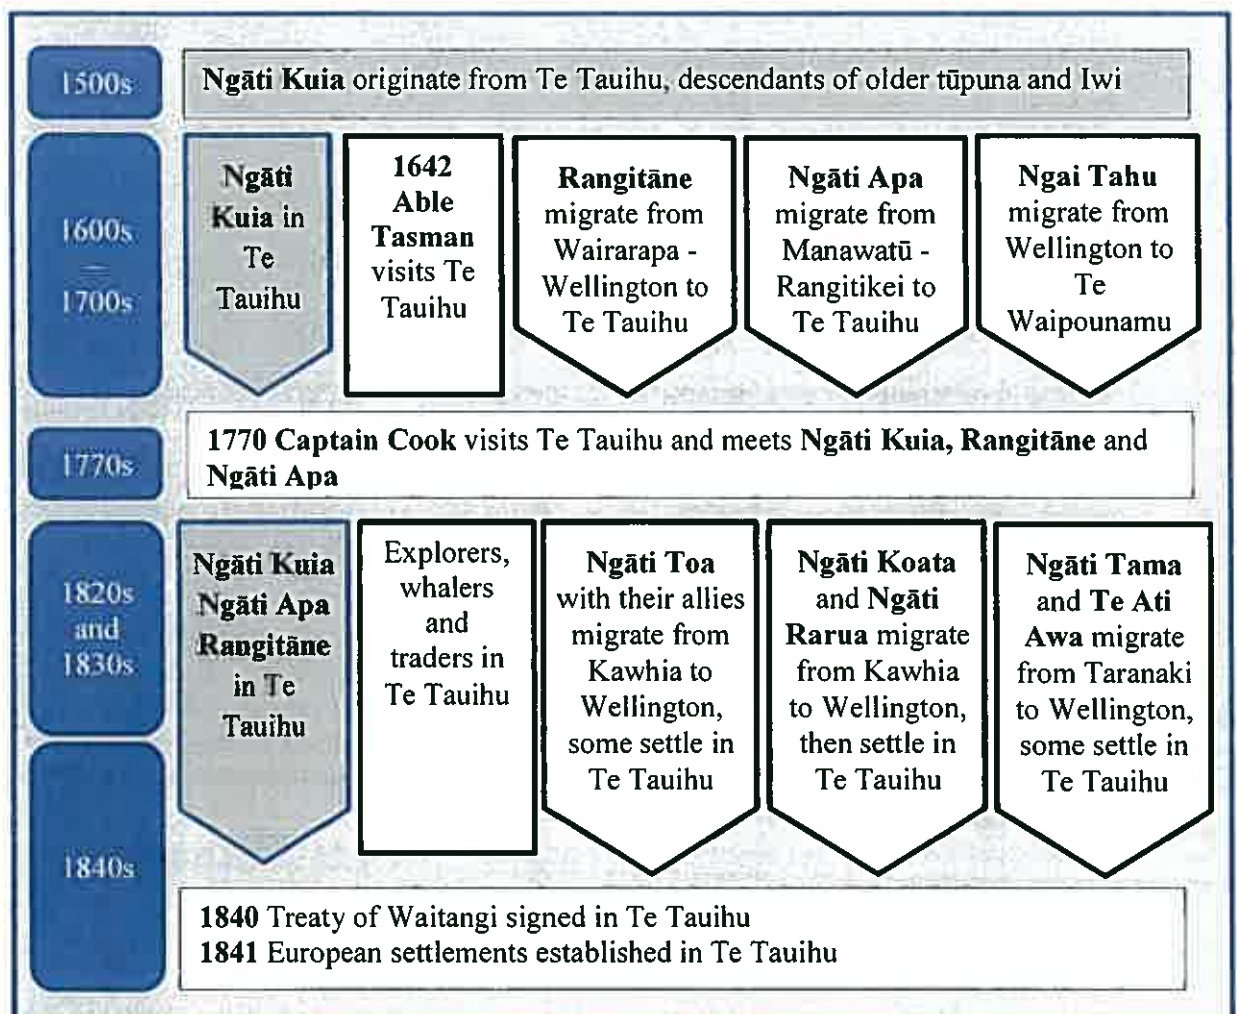 1500s
Ngāti Kuia originate from Te Tauihu, descendants of older tūpuna and Iwi
1600s
–
1700s
Ngāti
Kuia in
Te
Tauihu
1642
Able
Tasman
visits Te
Tauihu
Rangitāne
migrate from
Wairarapa -
Wellington to
Te Tauihu
Ngāti Apa
migrate from
Manawatū -
Rangitikei to
Te Tauihu
Ngai Tahu
migrate from
Wellington to
Te
Waipounamu
1770s
1770 Captain Cook visits Te Tauihu and meets Ngāti Kuia, Rangitāne and
Ngāti Apa
1820s
and
1830s
Ngāti Kuia
Ngāti Apa
Rangitāne
in Te
Tauihu
Explorers,
whalers
and
traders in
Te Tauihu
Ngāti Toa
with their allies
migrate from
Kawhia to
Wellington,
some settle in
Te Tauihu
Ngāti Koata
and Ngāti
Rarua migrate
from Kawhia
to Wellington,
then settle in
Te Tauihu
Ngāti Tama
and Te Ati
Awa migrate
from Taranaki
to Wellington,
some settle in
Te Tauihu
1840s
1840 Treaty of Waitangi signed in Te Tauihu
1841 European settlements established in Te Tauihu